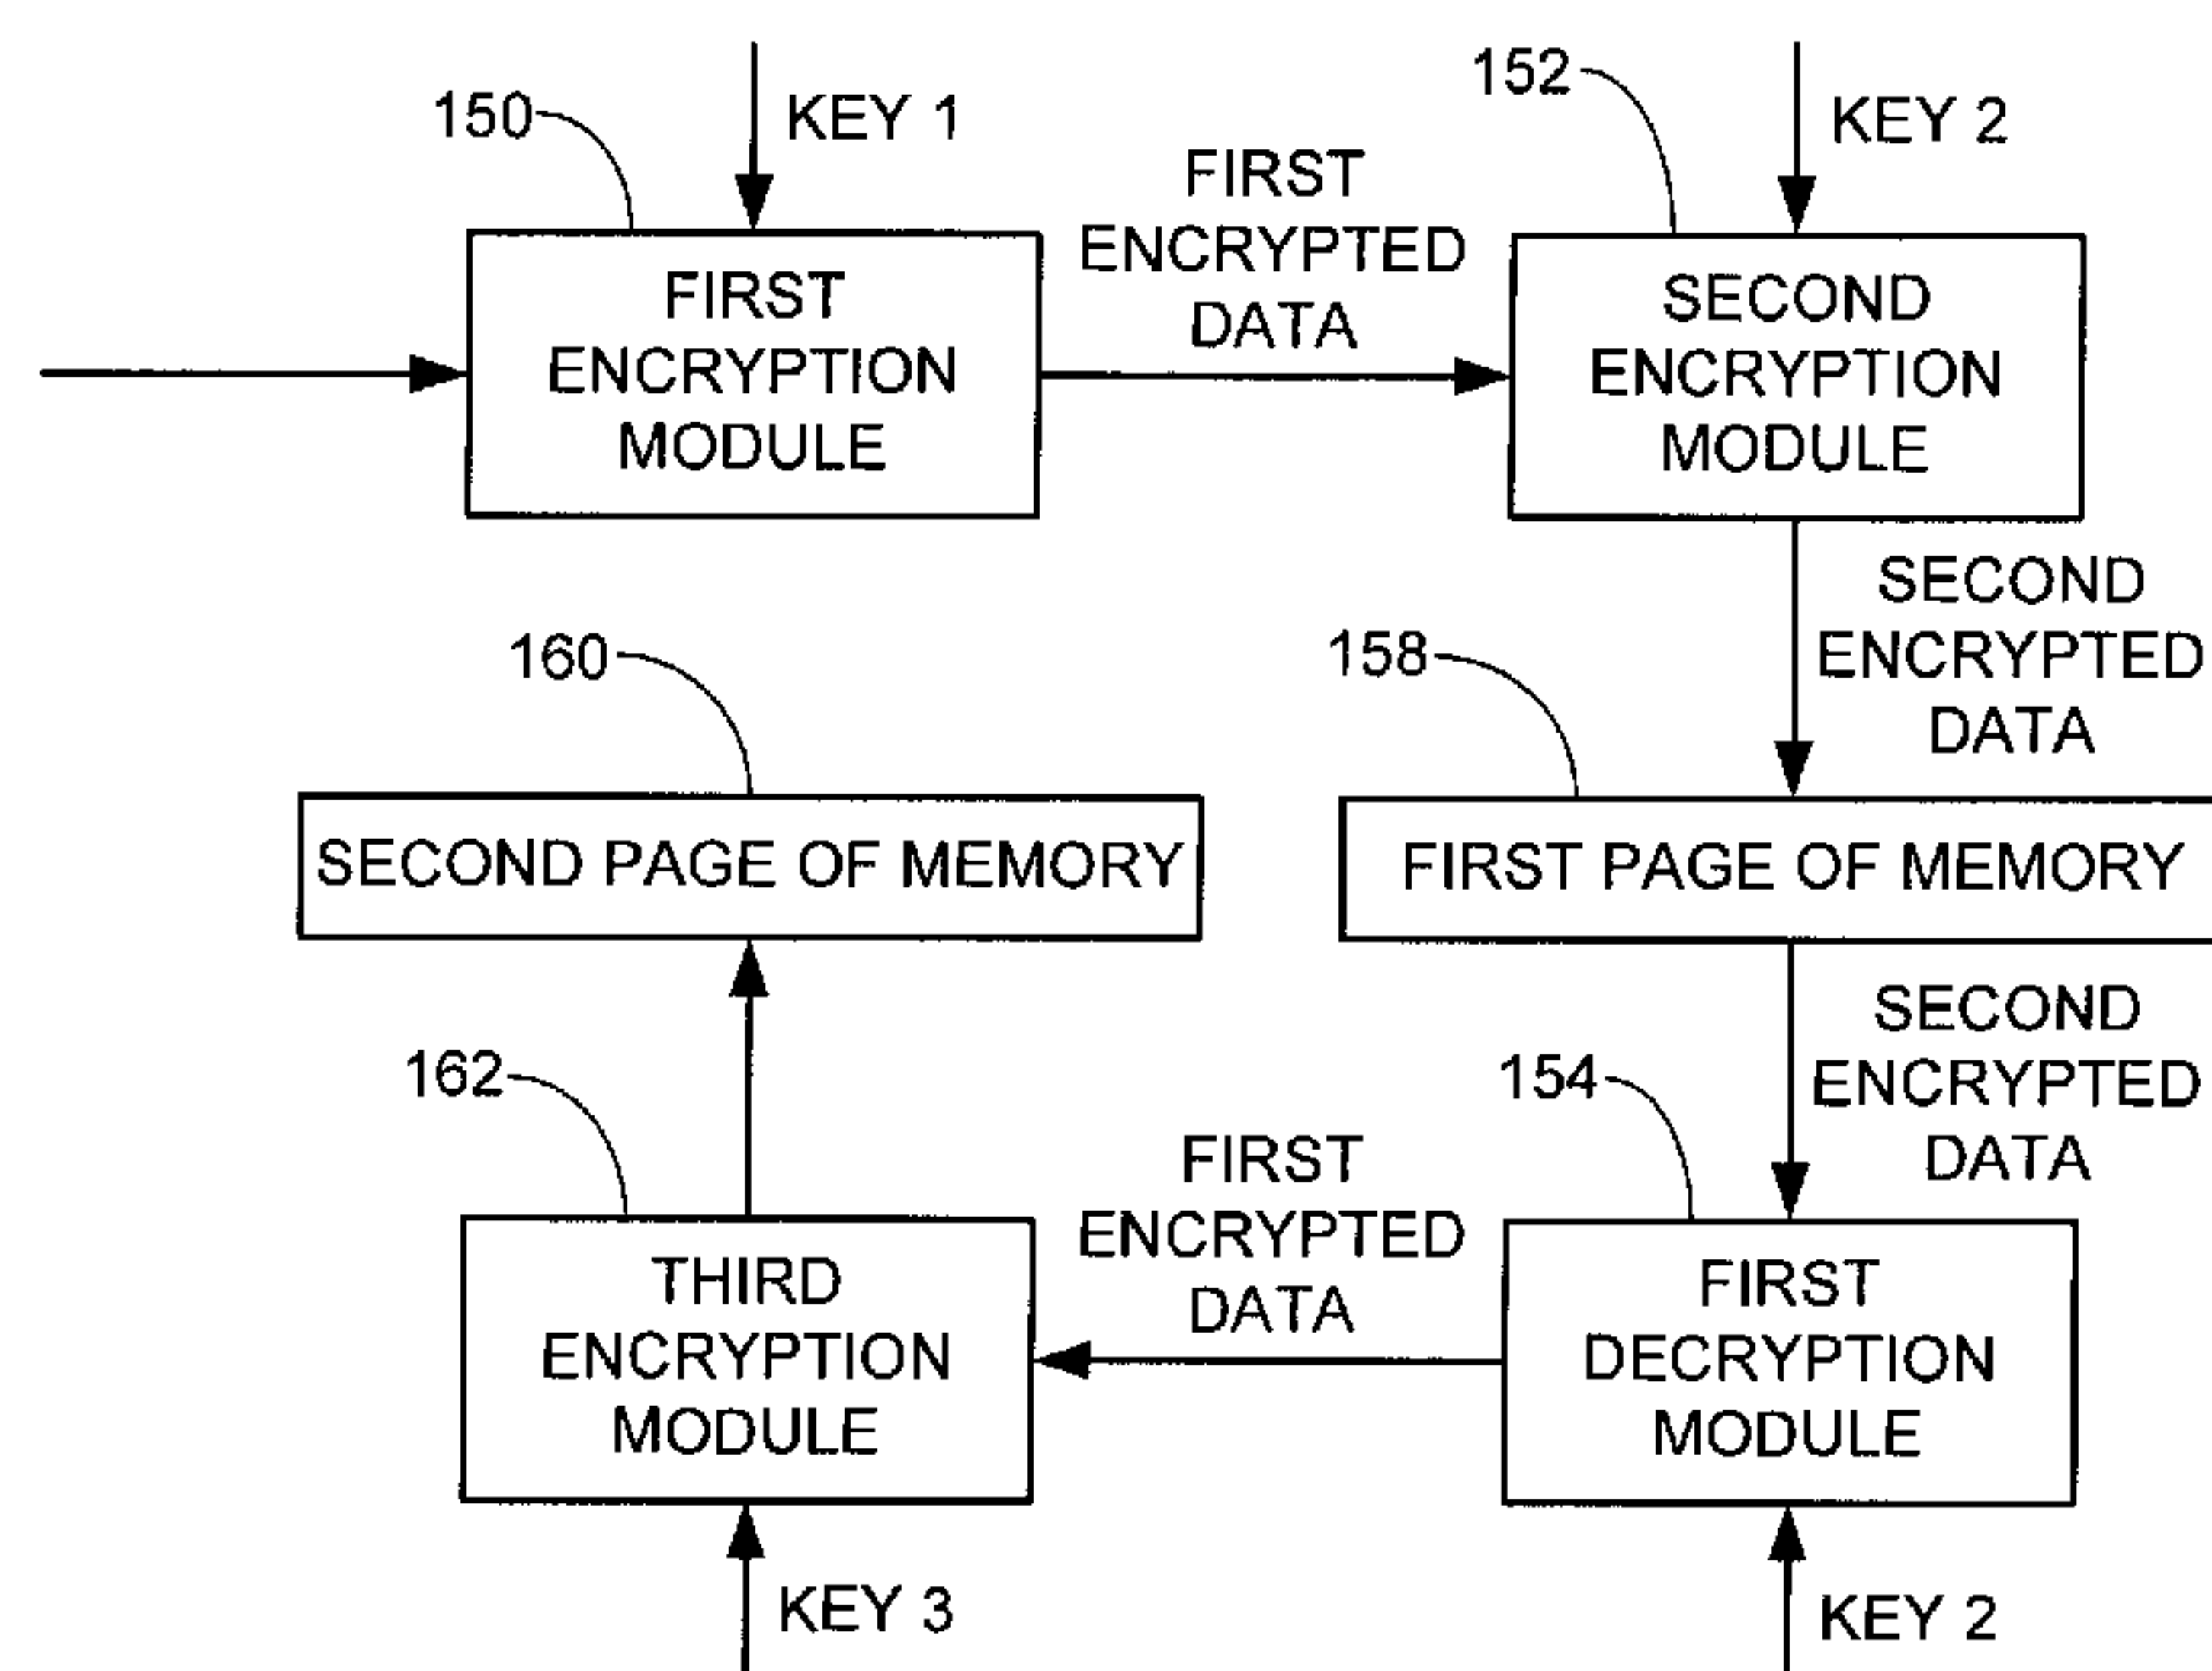 150
KEY 1
152
KEY 2
FIRST
ENCRYPTED
DATA
FIRST
ENCRYPTION
MODULE
SECOND
ENCRYPTION
MODULE
SECOND
ENCRYPTED
DATA
160
158
SECOND PAGE OF MEMORY
FIRST PAGE OF MEMORY
SECOND
ENCRYPTED
DATA
162
154
FIRST
ENCRYPTED
DATA
THIRD
ENCRYPTION
MODULE
FIRST
DECRYPTION
MODULE
KEY 3
KEY 2